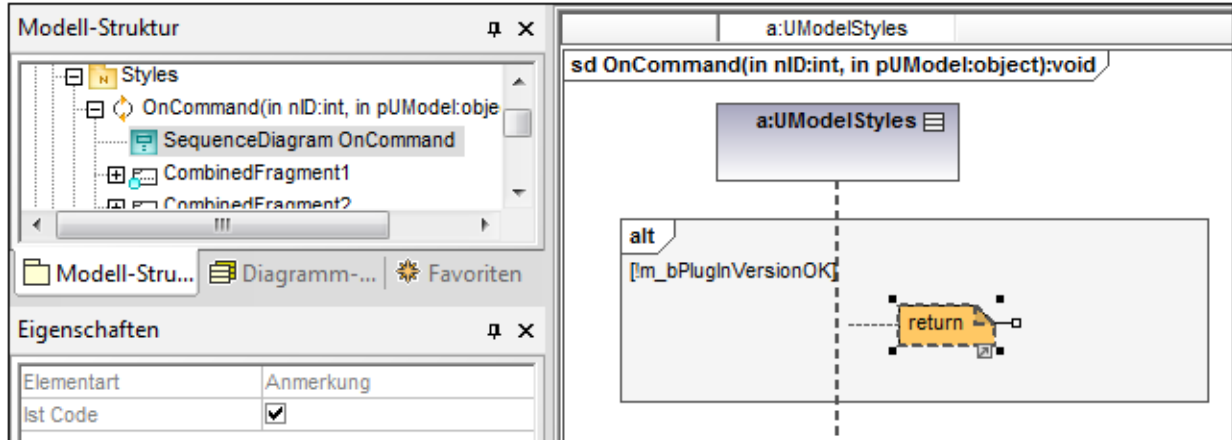 Modell-Struktur
Styles
OnCommand(in nID:int, in pUModel:obje
SequenceDiagram OnCommand
CombinedFragment1
CombinedFragment2
Modell-Stru...
Diagramm-...
Favoriten
Eigenschaften
Elementart Anmerkung
Ist Code
a:UModelStyles
sd OnCommand(in nID:int, in pUModel:object):void
a:UModelStyles
alt
[!m_bPlugInVersionOK]
return